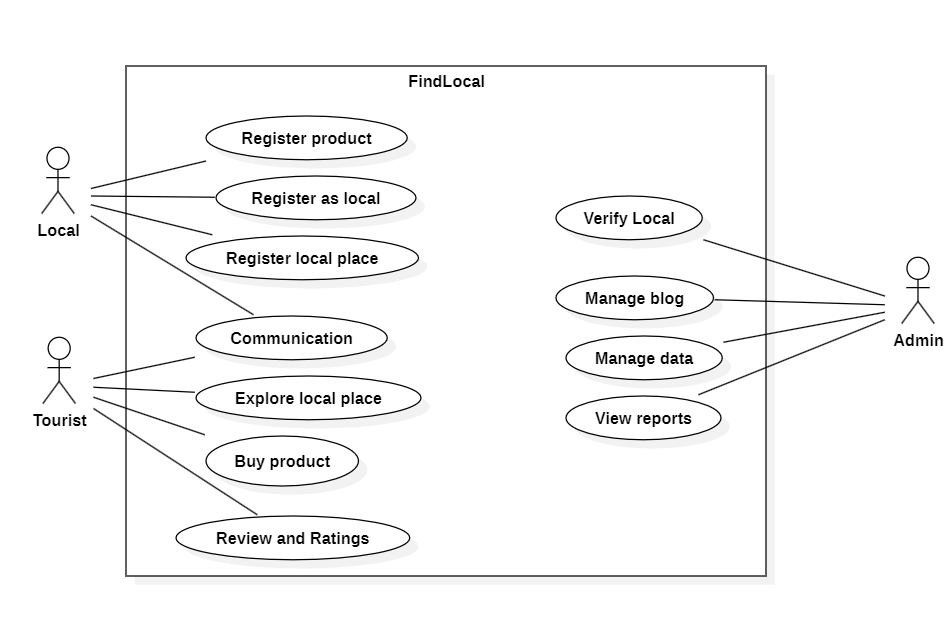 FindLocal
Register product
Register as local
Register local place
Communication
Explore local place
Buy product
Review and Ratings
Verify Local
Manage blog
Manage data
View reports
Local
Tourist
Admin